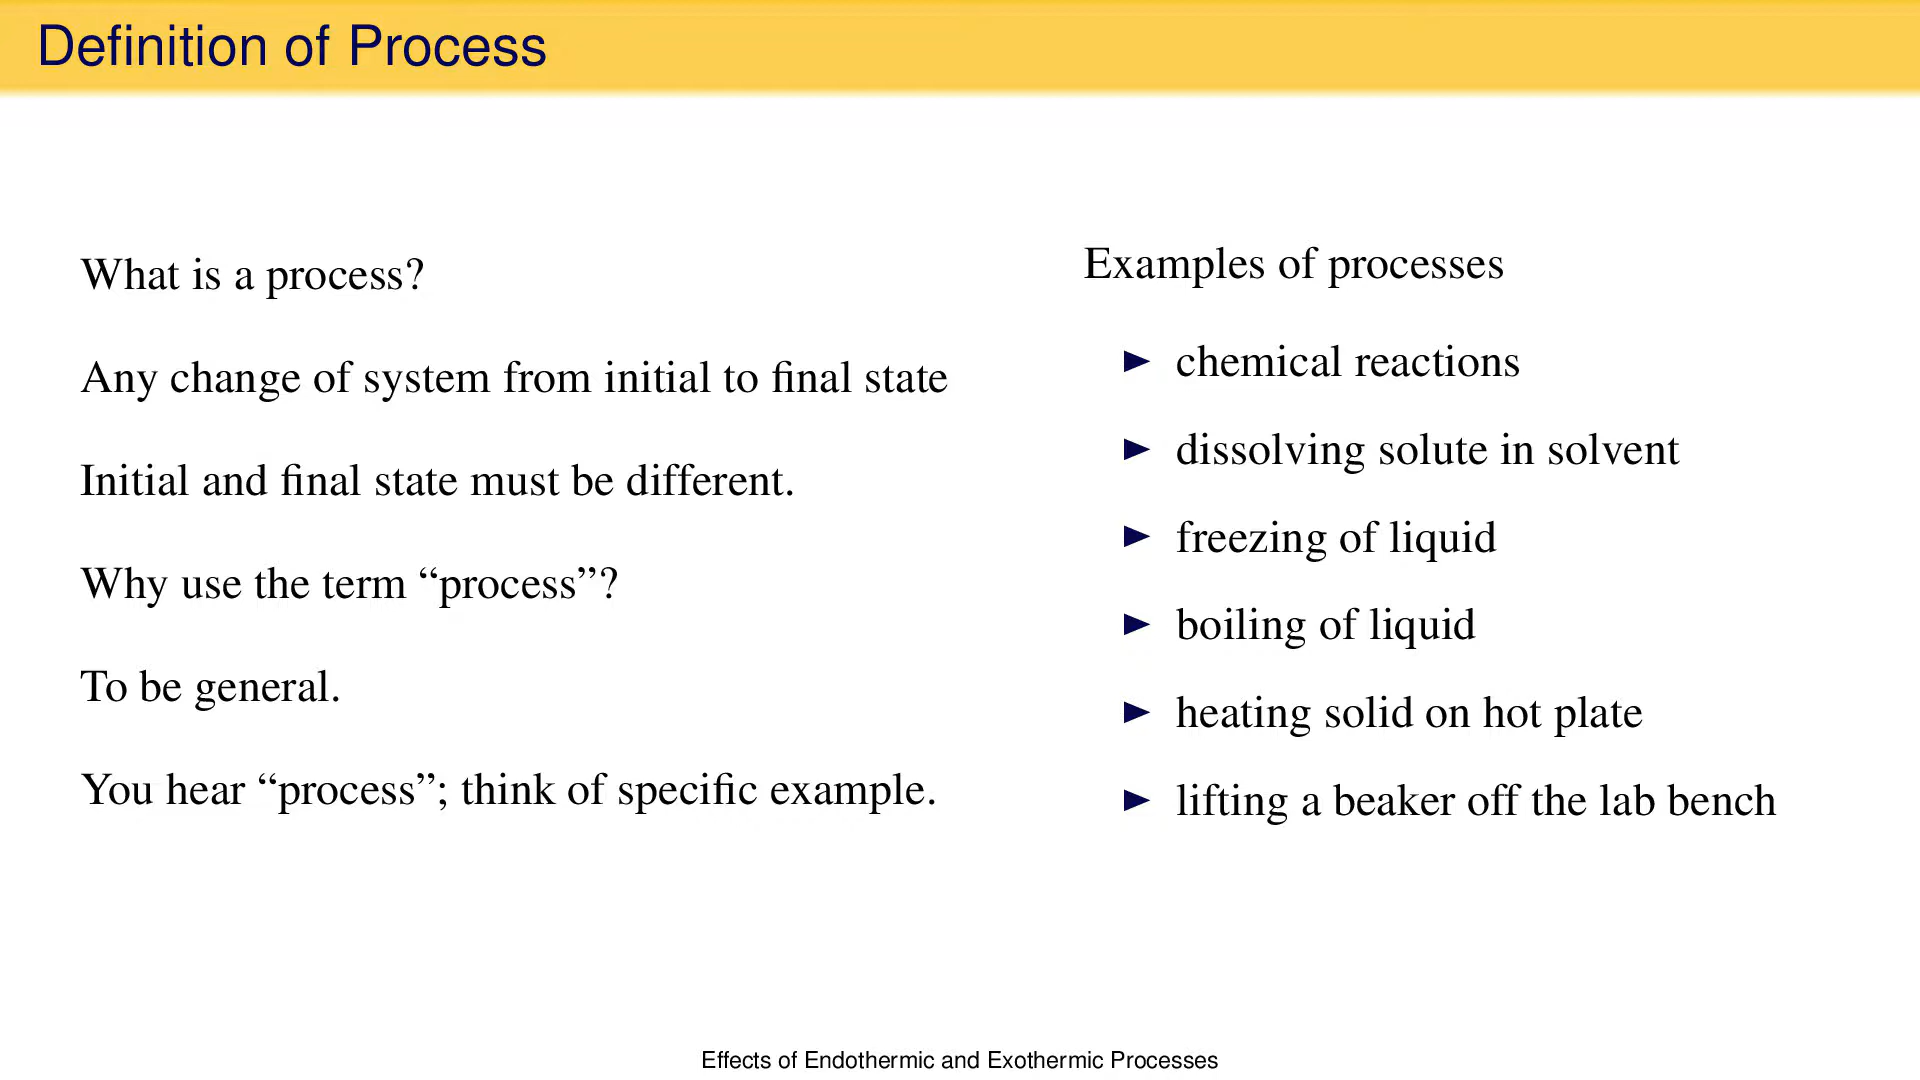 Definition of Process
What is a process?
Any change of system from initial to final state
Initial and final state must be different.
Why use the term “process”?
To be general.
You hear “process”; think of specific example.
Examples of processes
chemical reactions
dissolving solute in solvent
freezing of liquid
boiling of liquid
heating solid on hot plate
lifting a beaker off the lab bench
Effects of Endothermic and Exothermic Processes